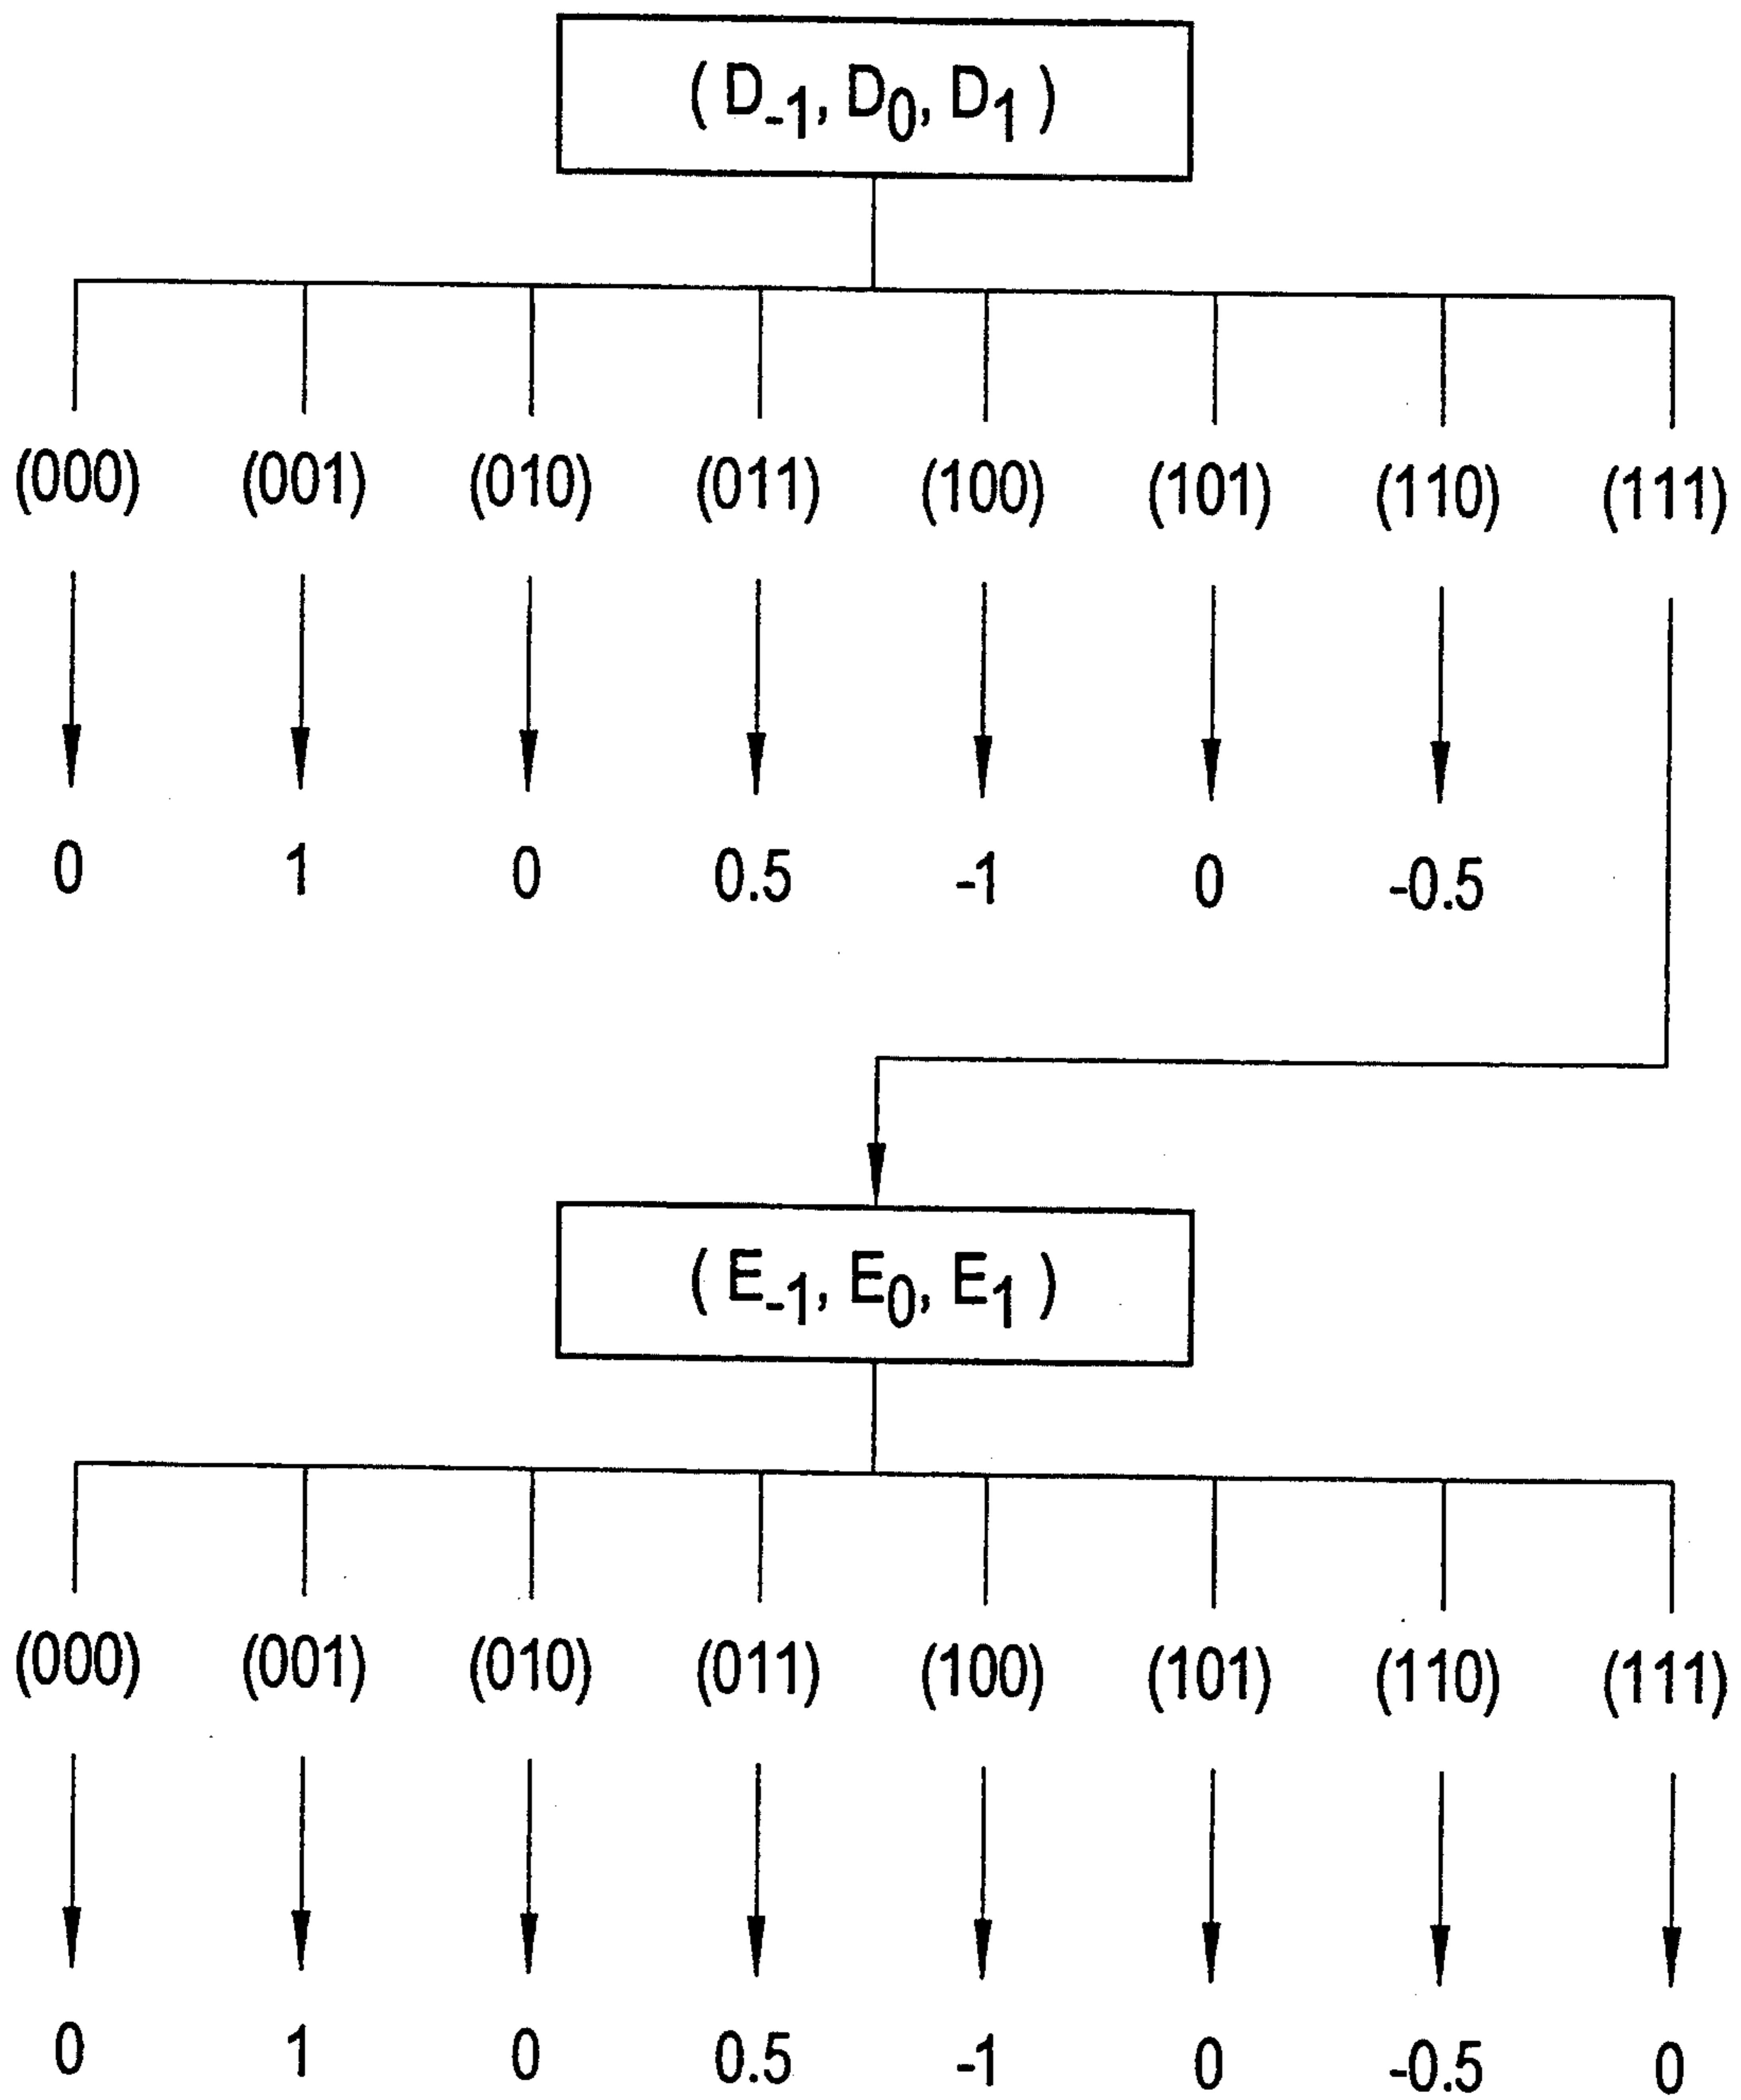 ( D-1, D0, D1 )
(000) (001) (010) (011) (100) (101) (110) (111)
0 1 0 0.5 -1 0 -0.5
( E-1, E0, E1 )
(000) (001) (010) (011) (100) (101) (110) (111)
0 1 0 0.5 -1 0 -0.5 0